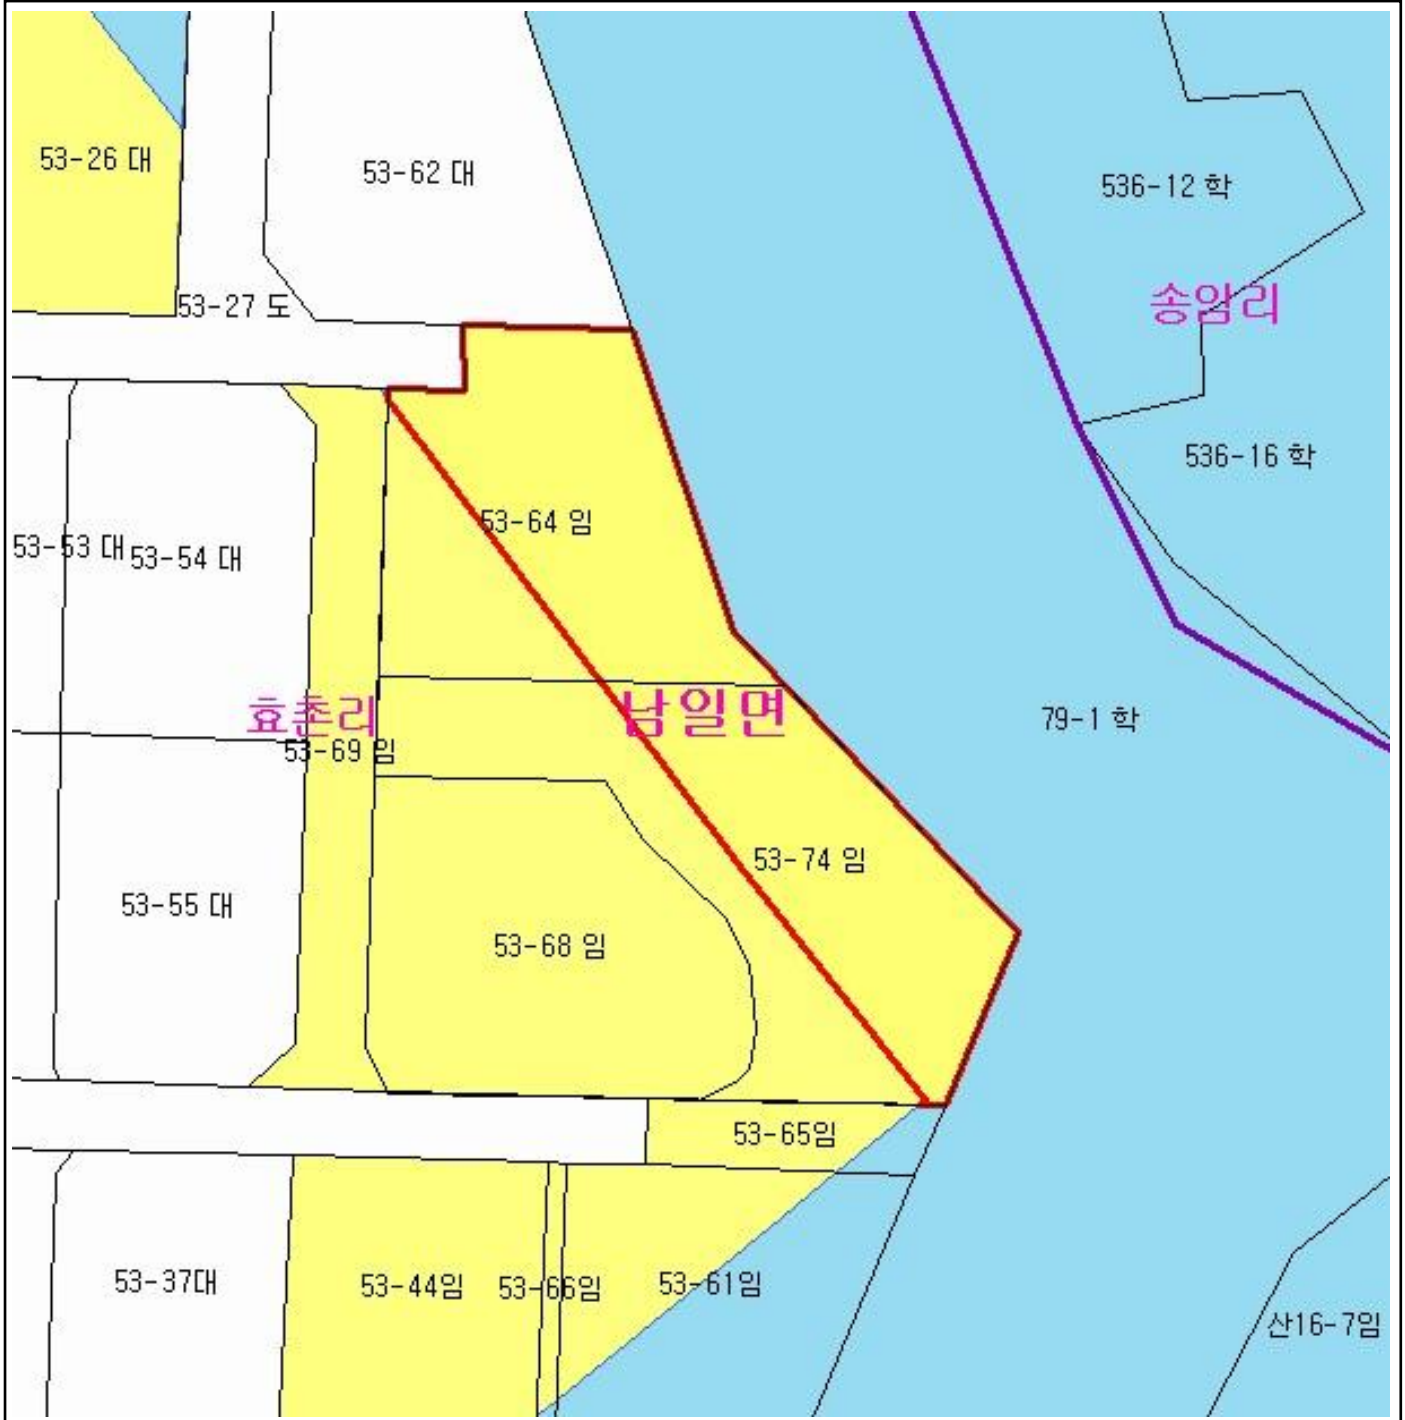 53-26 대
53-62 대
536-12 학
53-27 도
송암리
536-16 학
53-64 임
53-53 대
53-54 대
효촌리
남일면
79-1 학
53-69 임
53-74 임
53-55 대
53-68 임
53-65임
53-37대
53-44임
53-66임
53-61임
산16-7임